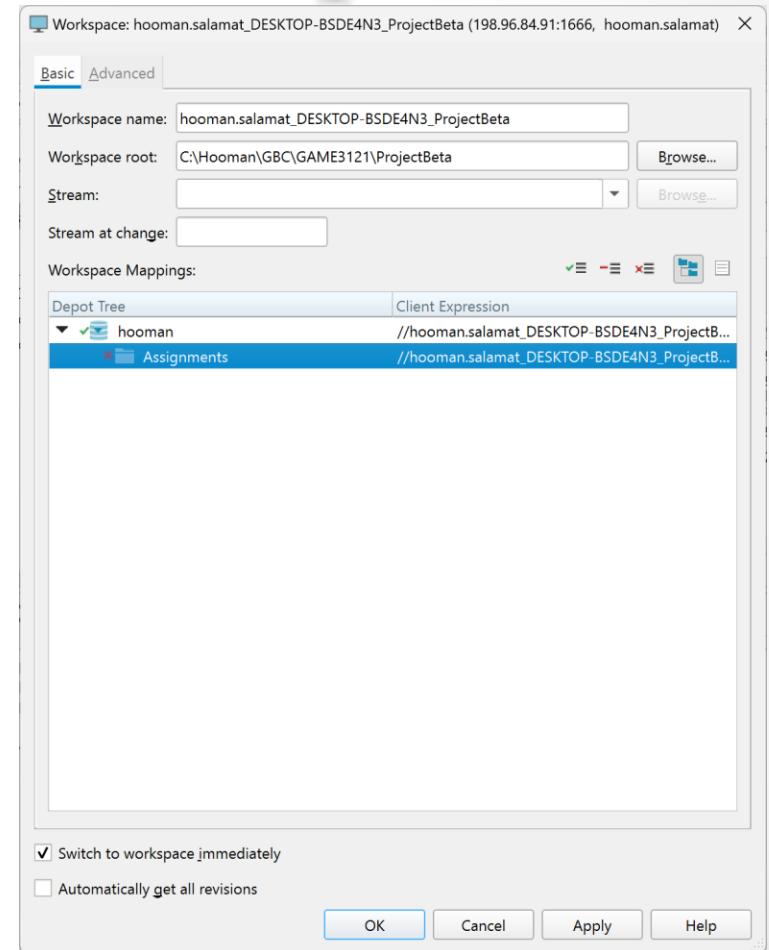 Workspace: hooman.salamat_DESKTOP-BSDE4N3_ProjectBeta (198.96.84.91:1666, hooman.salamat)
Basic Advanced
Workspace name: hooman.salamat_DESKTOP-BSDE4N3_ProjectBeta
Workspace root: C:\Hooman\GBC\GAME3121\ProjectBeta Browse...
Stream: Browse...
Stream at change:
Workspace Mappings:
Depot Tree Client Expression
hooman //hooman.salamat_DESKTOP-BSDE4N3_ProjectB...
Assignments //hooman.salamat_DESKTOP-BSDE4N3_ProjectB...
Switch to workspace immediately
Automatically get all revisions
OK Cancel Apply Help